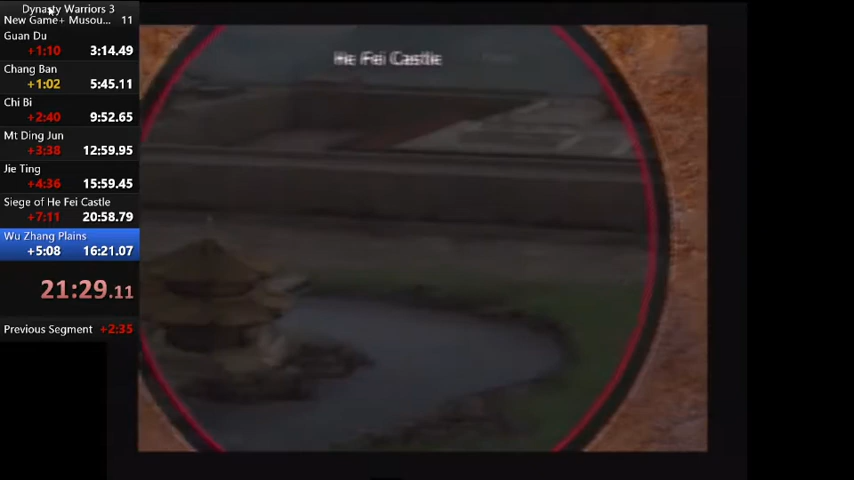 Dynasty Warriors 3
New Game+ Musou... 11
Guan Du
+1:10 3:14.49
Chang Ban
+1:02 5:45.11
Chi Bi
+2:40 9:52.65
Mt Ding Jun
+3:38 12:59.95
Jie Ting
+4:36 15:59.45
Siege of He Fei Castle
+7:11 20:58.79
Wu Zhang Plains
+5:08 16:21.07
21:29.11
Previous Segment +2:35
He Fei Castle